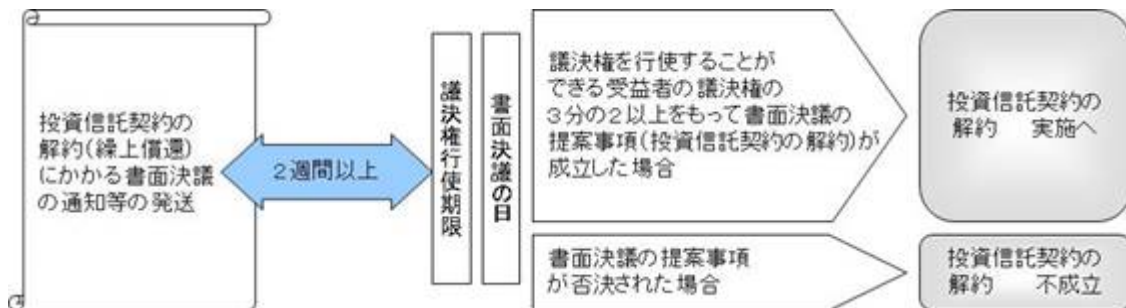 投資信託契約の
解約(繰上償還)
にかかる書面決議
の通知等の発送
2週間以上
議決権行使期限
書面決議の日
議決権を行使することが
できる受益者の議決権の
3分の2以上をもって書面決議の
提案事項(投資信託契約の解約)が
成立した場合
投資信託契約の
解約 実施へ
書面決議の提案事項
が否決された場合
投資信託契約の
解約 不成立